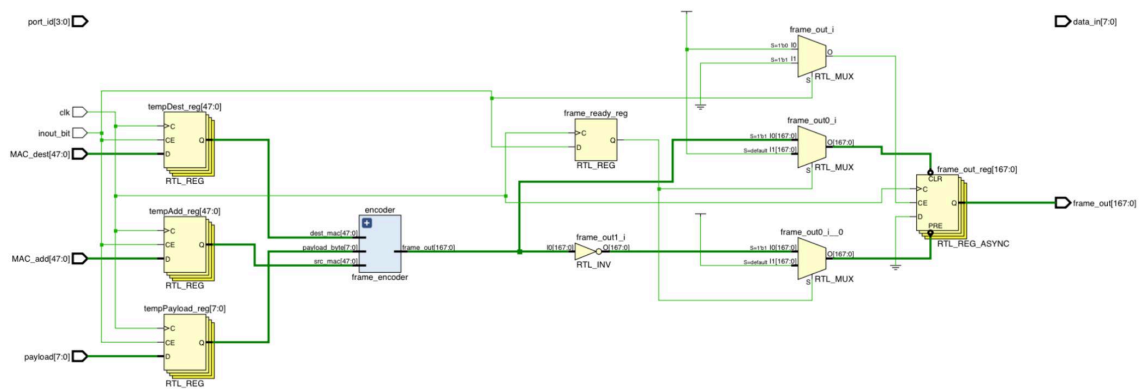 port_id[3:0]
data_in[7:0]
clk
inout_bit
MAC_dest[47:0]
MAC_add[47:0]
payload[7:0]
tempDest_reg[47:0]
C
CE
D
Q
RTL_REG
tempAdd_reg[47:0]
C
CE
D
Q
RTL_REG
tempPayload_reg[7:0]
C
CE
D
Q
RTL_REG
encoder
dest_mac[47:0]
payload_byte[7:0]
src_mac[47:0]
frame_out[167:0]
frame_encoder
frame_ready_reg
C
D
Q
RTL_REG
frame_out1_i
I0[167:0]
O[167:0]
RTL_INV
frame_out_i
S=1'b0 I0
S=1'b1 I1
O
S
RTL_MUX
frame_out0_i
S=1'b1 I0[167:0]
S=default I1[167:0]
O[167:0]
S
RTL_MUX
frame_out0_i__0
S=1'b1 I0[167:0]
S=default I1[167:0]
O[167:0]
S
RTL_MUX
frame_out_reg[167:0]
CLR
C
CE
D
Q
PRE
RTL_REG_ASYNC
frame_out[167:0]